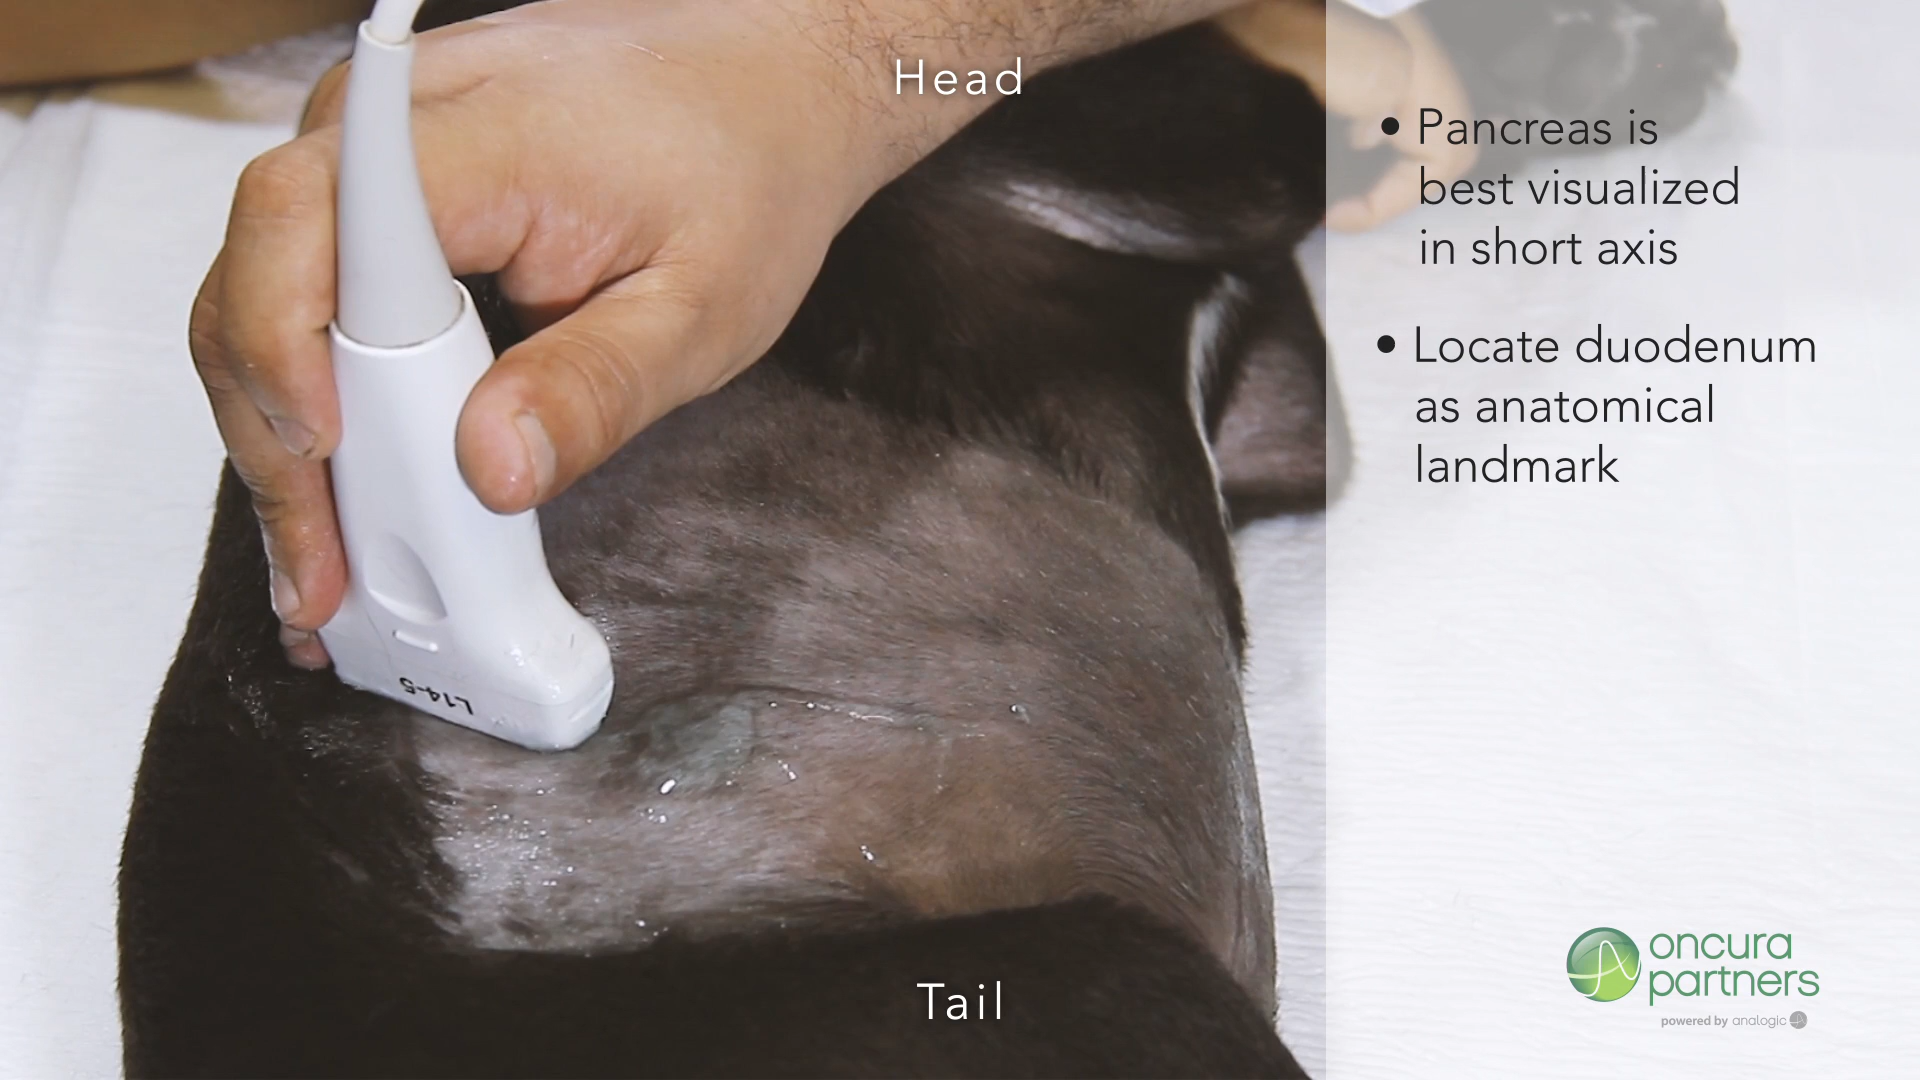 Head
• Pancreas is
best visualized
in short axis
• Locate duodenum
as anatomical
landmark
L14-5
Tail
oncura
partners
powered by analogic